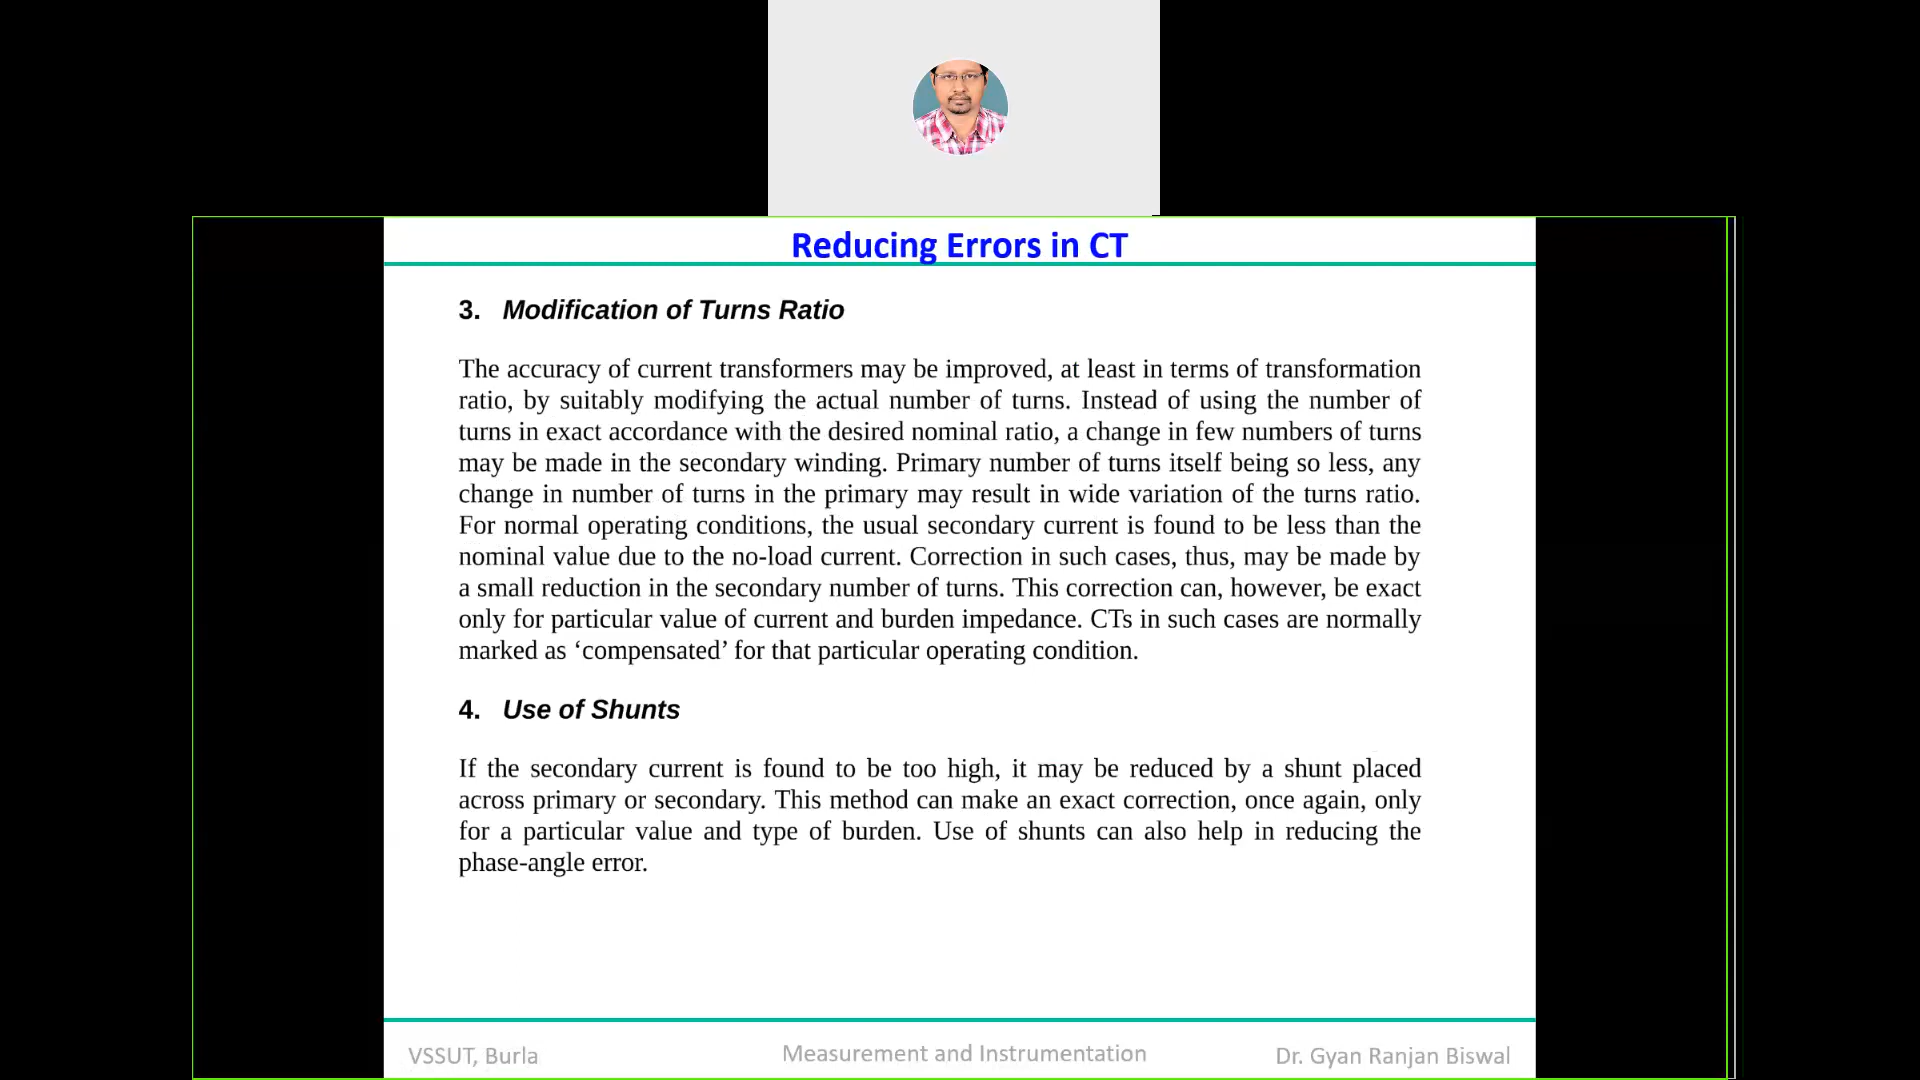 Reducing Errors in CT
3. Modification of Turns Ratio
The accuracy of current transformers may be improved, at least in terms of transformation
ratio, by suitably modifying the actual number of turns. Instead of using the number of
turns in exact accordance with the desired nominal ratio, a change in few numbers of turns
may be made in the secondary winding. Primary number of turns itself being so less, any
change in number of turns in the primary may result in wide variation of the turns ratio.
For normal operating conditions, the usual secondary current is found to be less than the
nominal value due to the no-load current. Correction in such cases, thus, may be made by
a small reduction in the secondary number of turns. This correction can, however, be exact
only for particular value of current and burden impedance. CTs in such cases are normally
marked as ‘compensated’ for that particular operating condition.
4. Use of Shunts
If the secondary current is found to be too high, it may be reduced by a shunt placed
across primary or secondary. This method can make an exact correction, once again, only
for a particular value and type of burden. Use of shunts can also help in reducing the
phase-angle error.
VSSUT, Burla
Measurement and Instrumentation
Dr. Gyan Ranjan Biswal